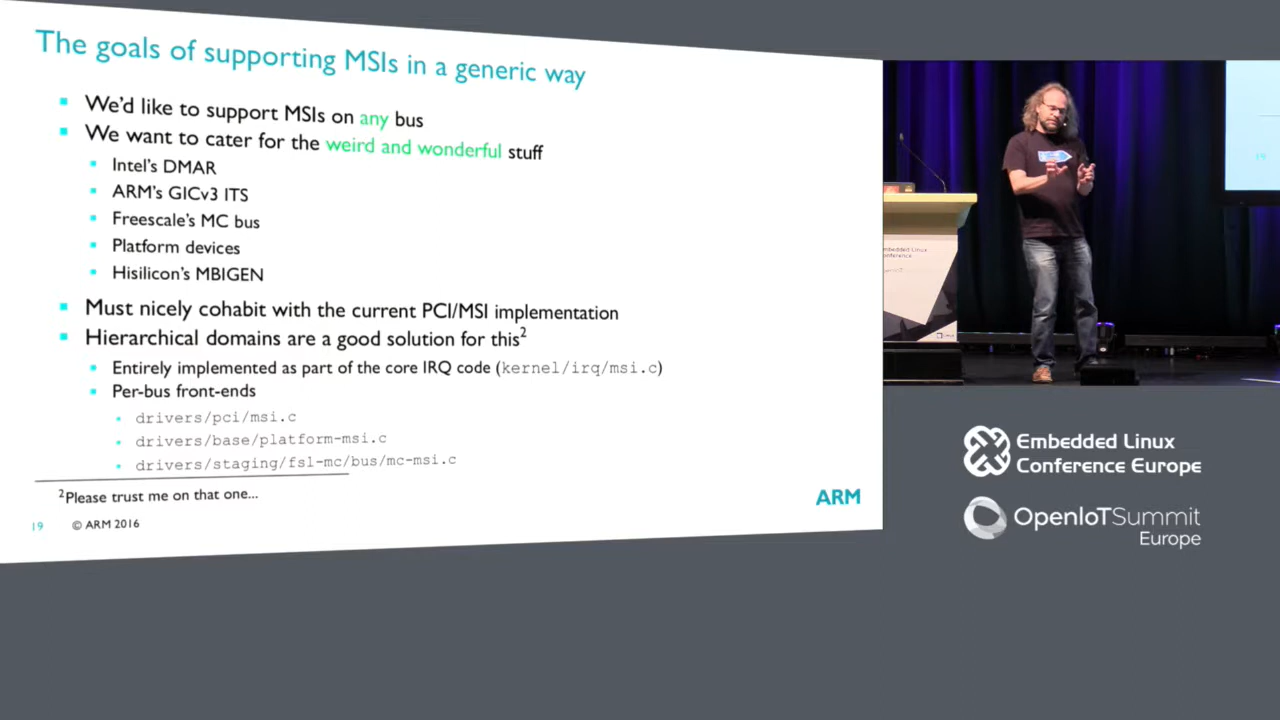 The goals of supporting MSIs in a generic way
We'd like to support MSIs on any bus
We want to cater for the weird and wonderful stuff
Intel's DMAR
ARM's GICv3 ITS
Freescale's MC bus
Platform devices
Hisilicon's MBIGEN
Must nicely cohabit with the current PCI/MSI implementation
Hierarchical domains are a good solution for this2
Entirely implemented as part of the core IRQ code (kernel/irq/msi.c)
Per-bus front-ends
drivers/pci/msi.c
drivers/base/platform-msi.c
drivers/staging/fsl-mc/bus/mc-msi.c
2Please trust me on that one...
ARM
19 © ARM 2016
19
Embedded Linux
Conference Europe
OpenIoTSummit
Europe